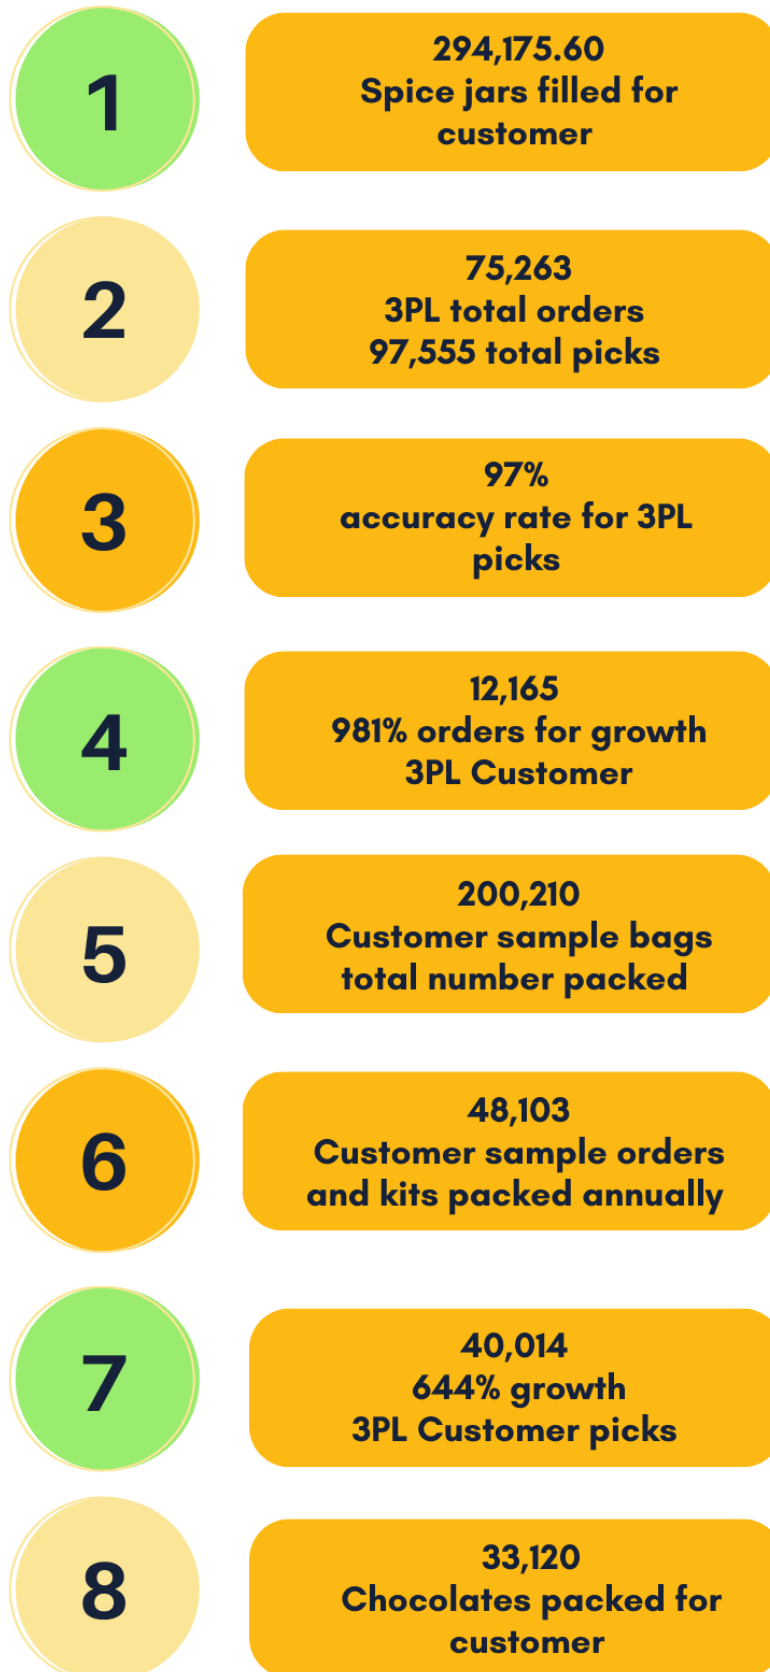 1
294,175.60
Spice jars filled for
customer
2
75,263
3PL total orders
97,555 total picks
3
97%
accuracy rate for 3PL
picks
4
12,165
981% orders for growth
3PL Customer
5
200,210
Customer sample bags
total number packed
6
48,103
Customer sample orders
and kits packed annually
7
40,014
644% growth
3PL Customer picks
8
33,120
Chocolates packed for
customer